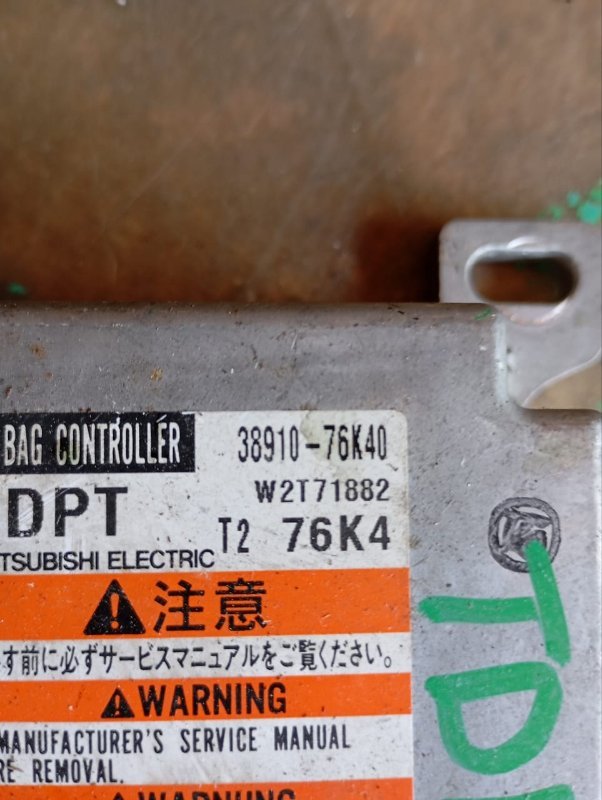 BAG CONTROLLER 38910-76K40
W2T71882
DPT T2 76K4
TSUBISHI ELECTRIC
注意
す前に必ずサービスマニュアルをご覧ください。
WARNING
MANUFACTURER'S SERVICE MANUAL
RE REMOVAL.
WARNUNG
TD